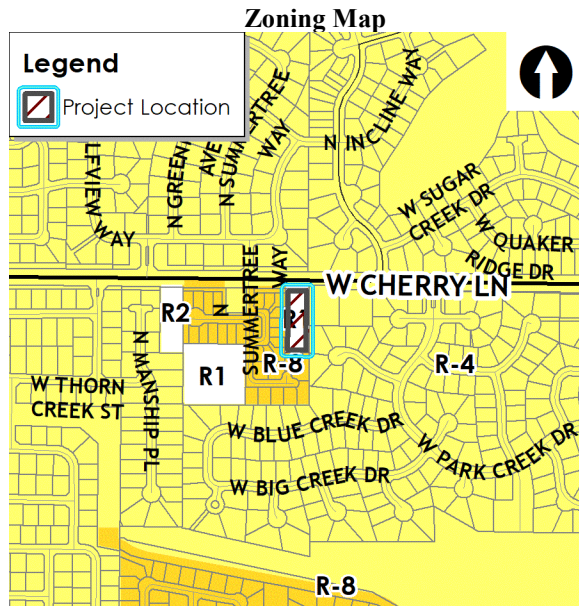 Zoning Map
Legend
Project Location
LFVIEW
WAY
N GREEN
AVE
N SUMMERTREE
WAY
N INCLINE WAY
W SUGAR
CREEK DR
W QUAKER
RIDGE DR
W CHERRY LN
R2
N
SUMMERTREE
WAY
R1
R-8
R1
R-4
N MANSHIP PL
W THORN
CREEK ST
W BLUE CREEK DR
W BIG CREEK DR
W PARK CREEK DR
R-8